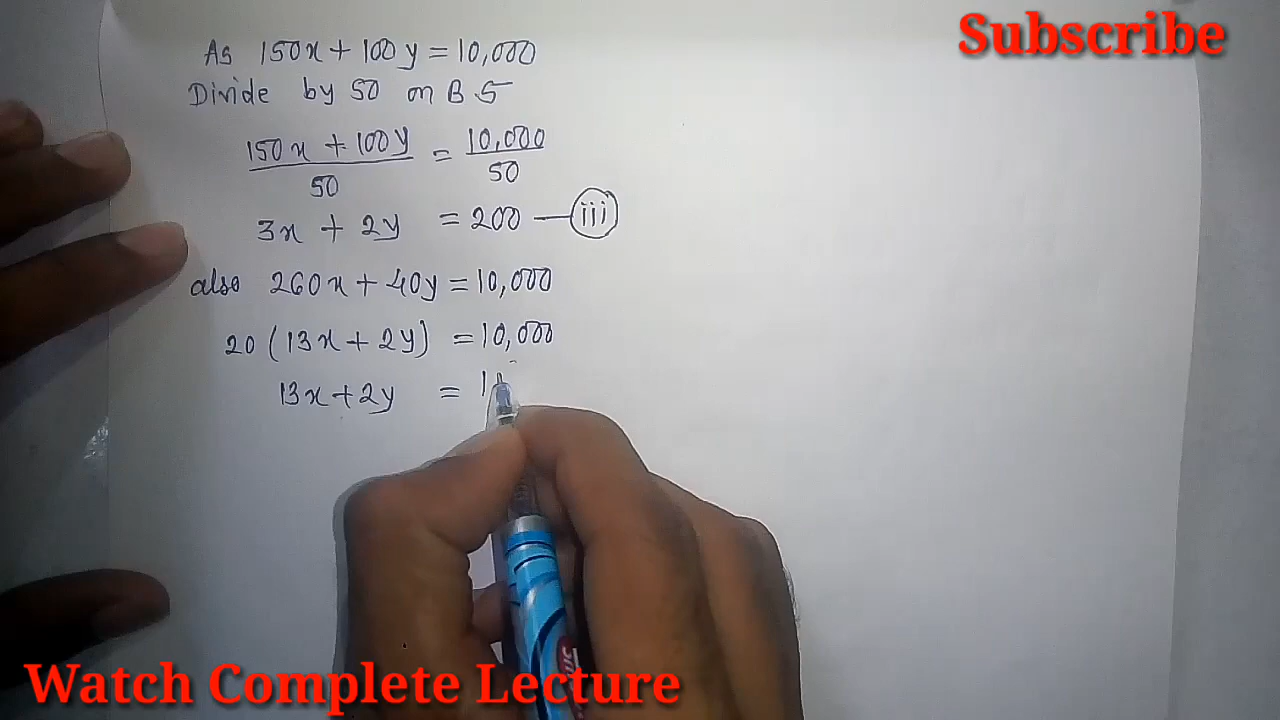 Subscribe
As 150x + 100y = 10,000
Divide by 50 on B.S
150x + 100y / 50 = 10,000 / 50
3x + 2y = 200 — iii
also 260x + 40y = 10,000
20 (13x + 2y) = 10,000
13x + 2y = 1
Watch Complete Lecture